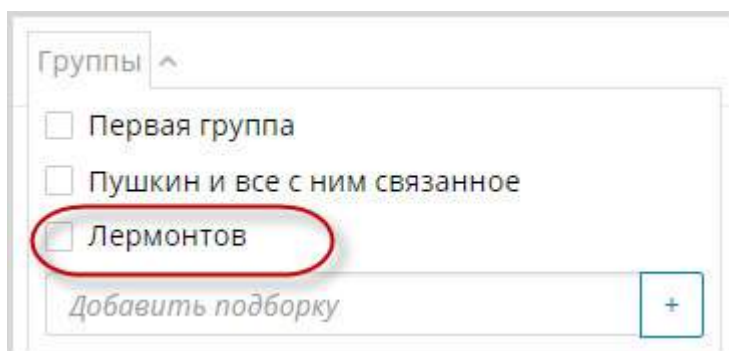 Группы
Первая группа
Пушкин и все с ним связанное
Лермонтов
Добавить подборку +